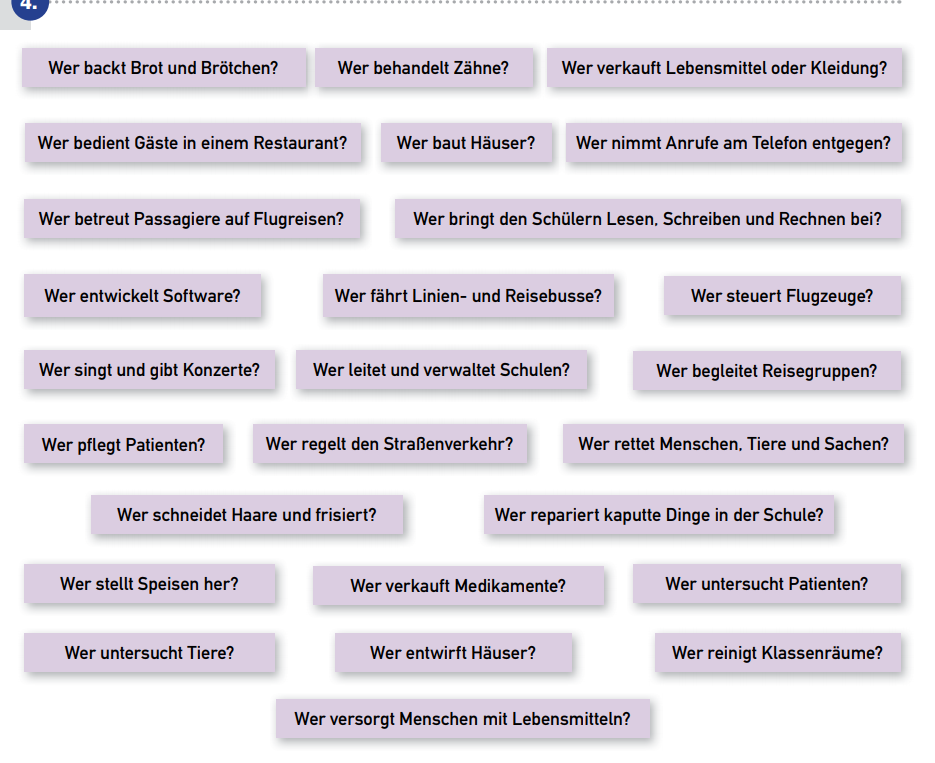 4.
Wer backt Brot und Brötchen?
Wer behandelt Zähne?
Wer verkauft Lebensmittel oder Kleidung?
Wer bedient Gäste in einem Restaurant?
Wer baut Häuser?
Wer nimmt Anrufe am Telefon entgegen?
Wer betreut Passagiere auf Flugreisen?
Wer bringt den Schülern Lesen, Schreiben und Rechnen bei?
Wer entwickelt Software?
Wer fährt Linien- und Reisebusse?
Wer steuert Flugzeuge?
Wer singt und gibt Konzerte?
Wer leitet und verwaltet Schulen?
Wer begleitet Reisegruppen?
Wer pflegt Patienten?
Wer regelt den Straßenverkehr?
Wer rettet Menschen, Tiere und Sachen?
Wer schneidet Haare und frisiert?
Wer repariert kaputte Dinge in der Schule?
Wer stellt Speisen her?
Wer verkauft Medikamente?
Wer untersucht Patienten?
Wer untersucht Tiere?
Wer entwirft Häuser?
Wer reinigt Klassenräume?
Wer versorgt Menschen mit Lebensmitteln?